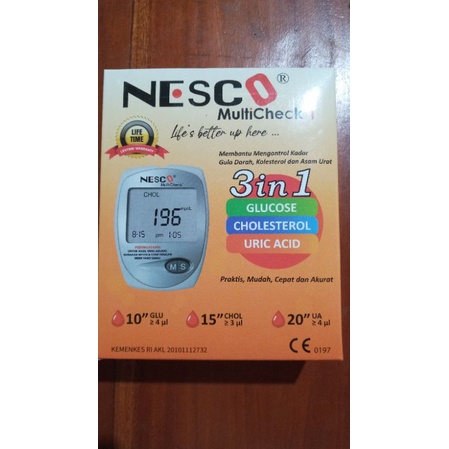 NESCO®
MultiCheck
Life's better up here ...
LIFE
TIME
Membantu Mengontrol Kadar
Gula Darah, Kolesterol dan Asam Urat
3in1
GLUCOSE
CHOLESTEROL
URIC ACID
Praktis, Mudah, Cepat dan Akurat
NESCO
MultiCheck
CHOL
196 mg/dL
8-15 pm 1:05
M S
10" GLU ≥ 4 µl
15" CHOL ≥ 3 µl
20" UA ≥ 4 µl
KEMENKES RI AKL 20101112732
CE 0197